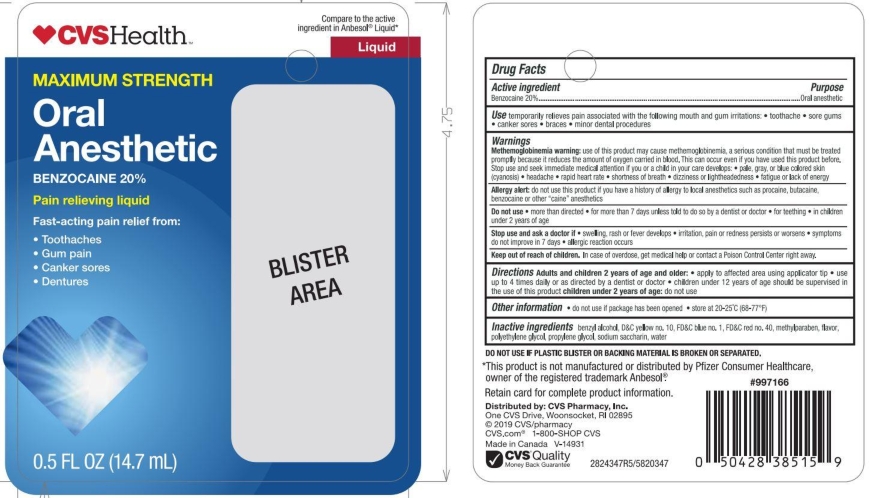 CVSHealth™
Compare to the active
ingredient in Anbesol® Liquid*
Liquid
MAXIMUM STRENGTH
Oral
Anesthetic
BENZOCAINE 20%
Pain relieving liquid
Fast-acting pain relief from:
• Toothaches
• Gum pain
• Canker sores
• Dentures
BLISTER
AREA
0.5 FL OZ (14.7 mL)
4.75
Drug Facts
Active ingredient Purpose
Benzocaine 20%...Oral anesthetic
Use temporarily relieves pain associated with the following mouth and gum irritations: • toothache • sore gums
• canker sores • braces • minor dental procedures
Warnings
Methemoglobinemia warning: use of this product may cause methemoglobinemia, a serious condition that must be treated
promptly because it reduces the amount of oxygen carried in blood. This can occur even if you have used this product before.
Stop use and seek immediate medical attention if you or a child in your care develops: • pale, gray, or blue colored skin
(cyanosis) • headache • rapid heart rate • shortness of breath • dizziness or lightheadedness • fatigue or lack of energy
Allergy alert: do not use this product if you have a history of allergy to local anesthetics such as procaine, butacaine,
benzocaine or other “caine” anesthetics
Do not use • more than directed • for more than 7 days unless told to do so by a dentist or doctor • for teething • in children
under 2 years of age
Stop use and ask a doctor if • swelling, rash or fever develops • irritation, pain or redness persists or worsens • symptoms
do not improve in 7 days • allergic reaction occurs
Keep out of reach of children. In case of overdose, get medical help or contact a Poison Control Center right away.
Directions Adults and children 2 years of age and older: • apply to affected area using applicator tip • use
up to 4 times daily or as directed by a dentist or doctor • children under 12 years of age should be supervised in
the use of this product children under 2 years of age: do not use
Other information • do not use if package has been opened • store at 20-25°C (68-77°F)
Inactive ingredients benzyl alcohol, D&C yellow no. 10, FD&C blue no. 1, FD&C red no. 40, methylparaben, flavor,
polyethylene glycol, propylene glycol, sodium saccharin, water
DO NOT USE IF PLASTIC BLISTER OR BACKING MATERIAL IS BROKEN OR SEPARATED.
*This product is not manufactured or distributed by Pfizer Consumer Healthcare,
owner of the registered trademark Anbesol®.
#997166
Retain card for complete product information.
Distributed by: CVS Pharmacy, Inc.
One CVS Drive, Woonsocket, RI 02895
© 2019 CVS/pharmacy
CVS.com® 1-800-SHOP CVS
Made in Canada V-14931
CVS Quality
Money Back Guarantee
2824347R5/5820347
0 50428 38515 9